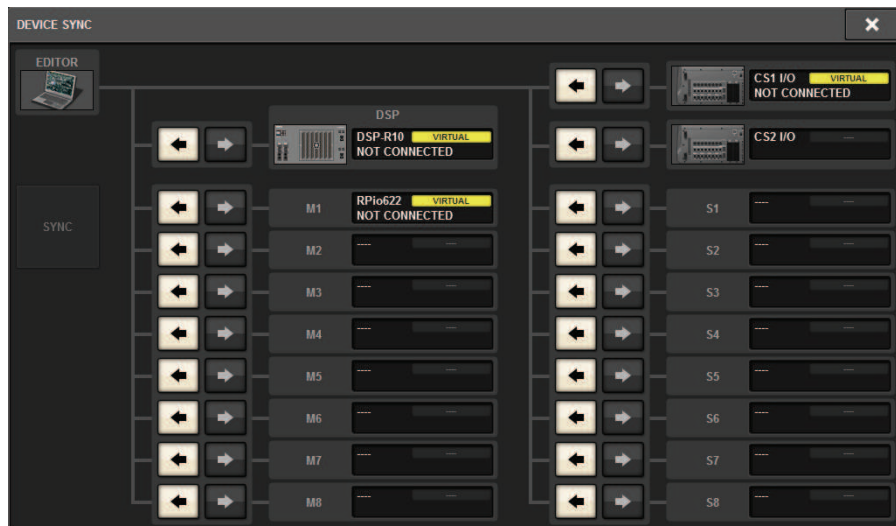 DEVICE SYNC
EDITOR
SYNC
DSP
DSP-R10 VIRTUAL
NOT CONNECTED
M1 RPio622 VIRTUAL
NOT CONNECTED
M2 ---- ---
M3 ---- ---
M4 ---- ---
M5 ---- ---
M6 ---- ---
M7 ---- ---
M8 ---- ---
CS1 I/O VIRTUAL
NOT CONNECTED
CS2 I/O ---
S1 ---- ---
S2 ---- ---
S3 ---- ---
S4 ---- ---
S5 ---- ---
S6 ---- ---
S7 ---- ---
S8 ---- ---